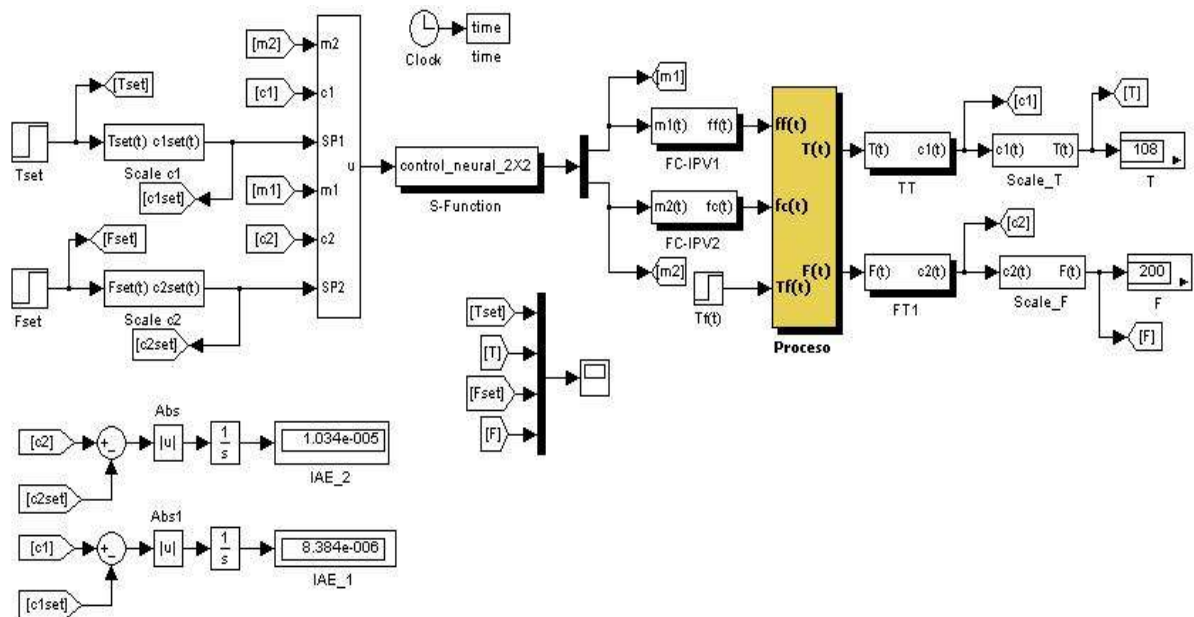 [m2]
m2
Clock
time
time
[Tset]
[c1]
c1
Tset
Tset(t) c1set(t)
Scale c1
SP1
[c1set]
[m1]
m1
u
control_neural_2X2
S-Function
[Fset]
[c2]
c2
Fset
Fset(t) c2set(t)
Scale c2
SP2
[c2set]
[m1]
m1(t) ff(t)
FC-IPV1
m2(t) fc(t)
FC-IPV2
[m2]
Tf(t)
ff(t)
T(t)
fc(t)
F(t)
Tf(t)
Proceso
T(t) c1(t)
TT
[c1]
c1(t) T(t)
Scale_T
[T]
108
T
F(t) c2(t)
FT1
[c2]
c2(t) F(t)
Scale_F
200
F
[F]
[Tset]
[T]
[Fset]
[F]
[c2]
+
-
Abs
|u|
1
s
1.034e-005
IAE_2
[c2set]
[c1]
+
-
Abs1
|u|
1
s
8.384e-006
IAE_1
[c1set]